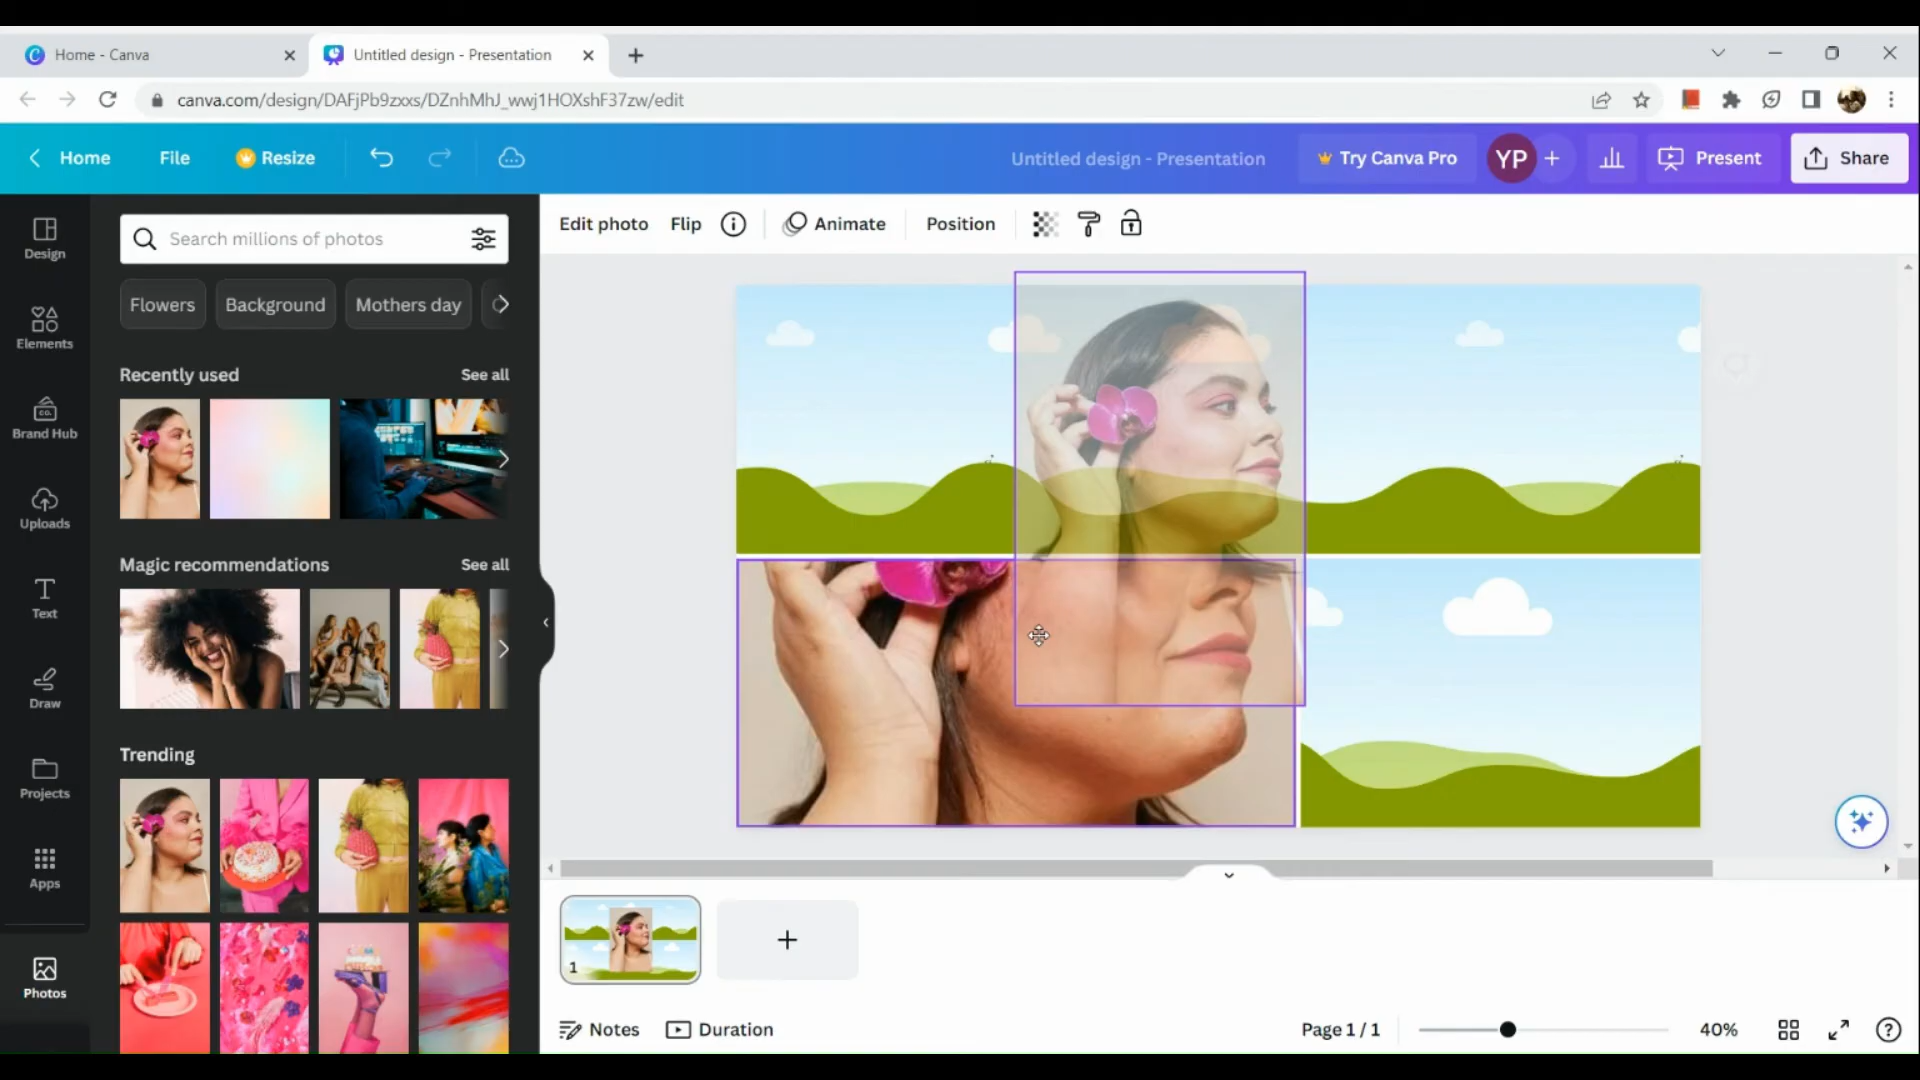 Home - Canva
Untitled design - Presentation
canva.com/design/DAFjPb9zxxs/DZnhMhJ_wwj1HOXshF37zw/edit
Home
File
Resize
Untitled design - Presentation
Try Canva Pro
YP
Present
Share
Design
Elements
Brand Hub
Uploads
Text
Draw
Projects
Apps
Photos
Search millions of photos
Flowers
Background
Mothers day
Recently used
See all
Magic recommendations
See all
Trending
Edit photo
Flip
Animate
Position
1
Notes
Duration
Page 1 / 1
40%